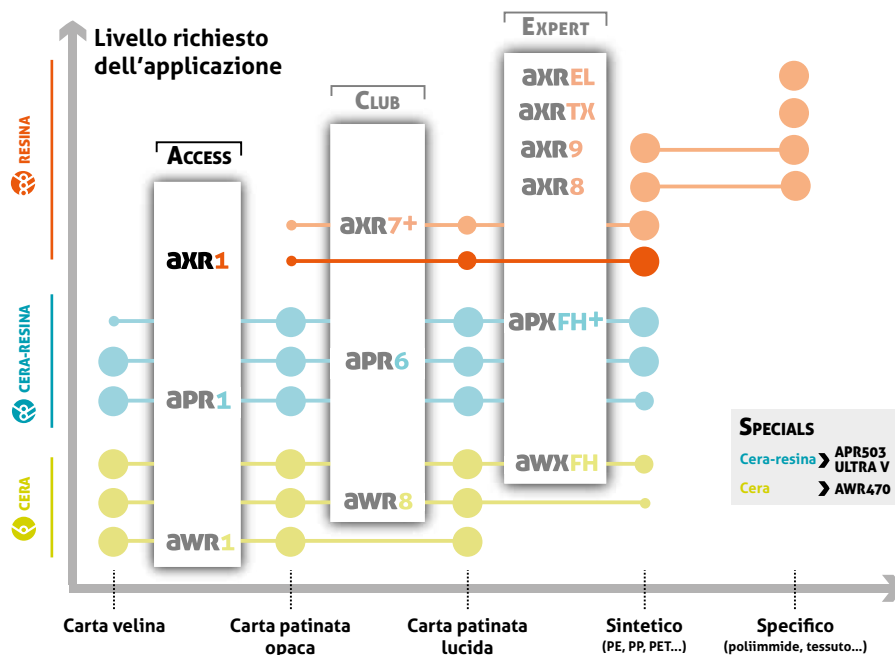 Livello richiesto
dell'applicazione
EXPERT
CLUB
ACCESS
RESINA
CERA-RESINA
CERA
aXREL
aXRTX
aXR9
aXR8
aXR7+
aXR1
aPXFH+
aPR6
aPR1
aWXFH
aWR8
aWR1
SPECIALS
Cera-resina APR503
ULTRA V
Cera AWR470
Carta velina
Carta patinata
opaca
Carta patinata
lucida
Sintetico
(PE, PP, PET...)
Specifico
(poliimmide, tessuto...)